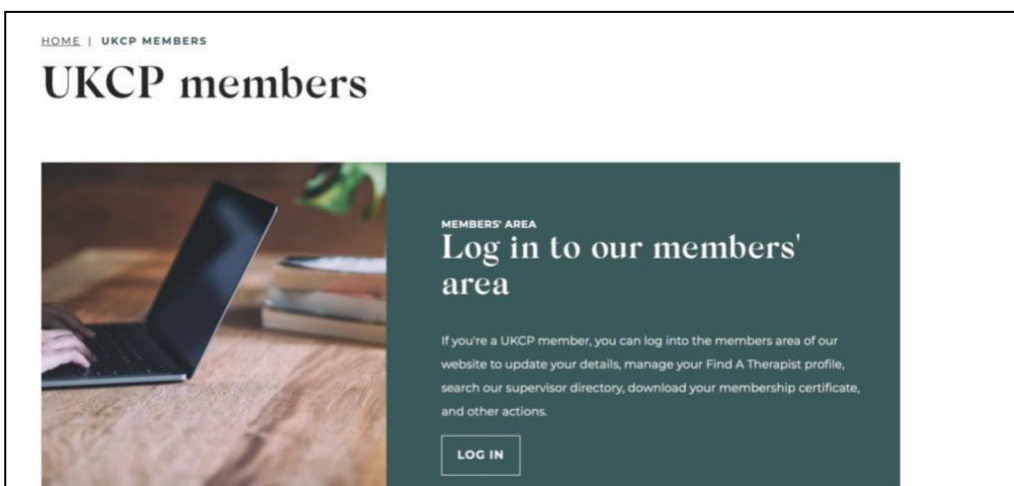 HOME | UKCP MEMBERS
UKCP members
MEMBERS' AREA
Log in to our members'
area
If you're a UKCP member, you can log into the members area of our
website to update your details, manage your Find A Therapist profile,
search our supervisor directory, download your membership certificate,
and other actions.
LOG IN